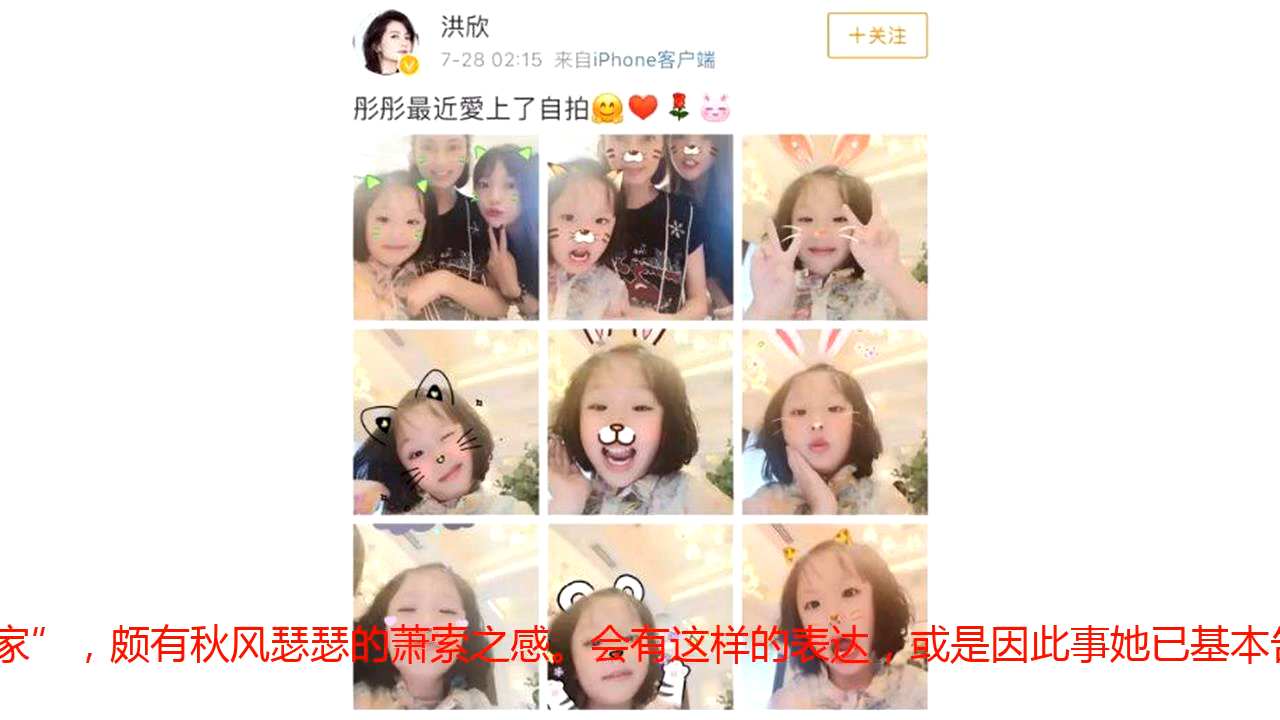 洪欣
7-28 02:15 来自iPhone客户端
十关注
彤彤最近愛上了自拍
家”，颇有秋风瑟瑟的萧索之感。会有这样的表达，或是因此事她已基本告